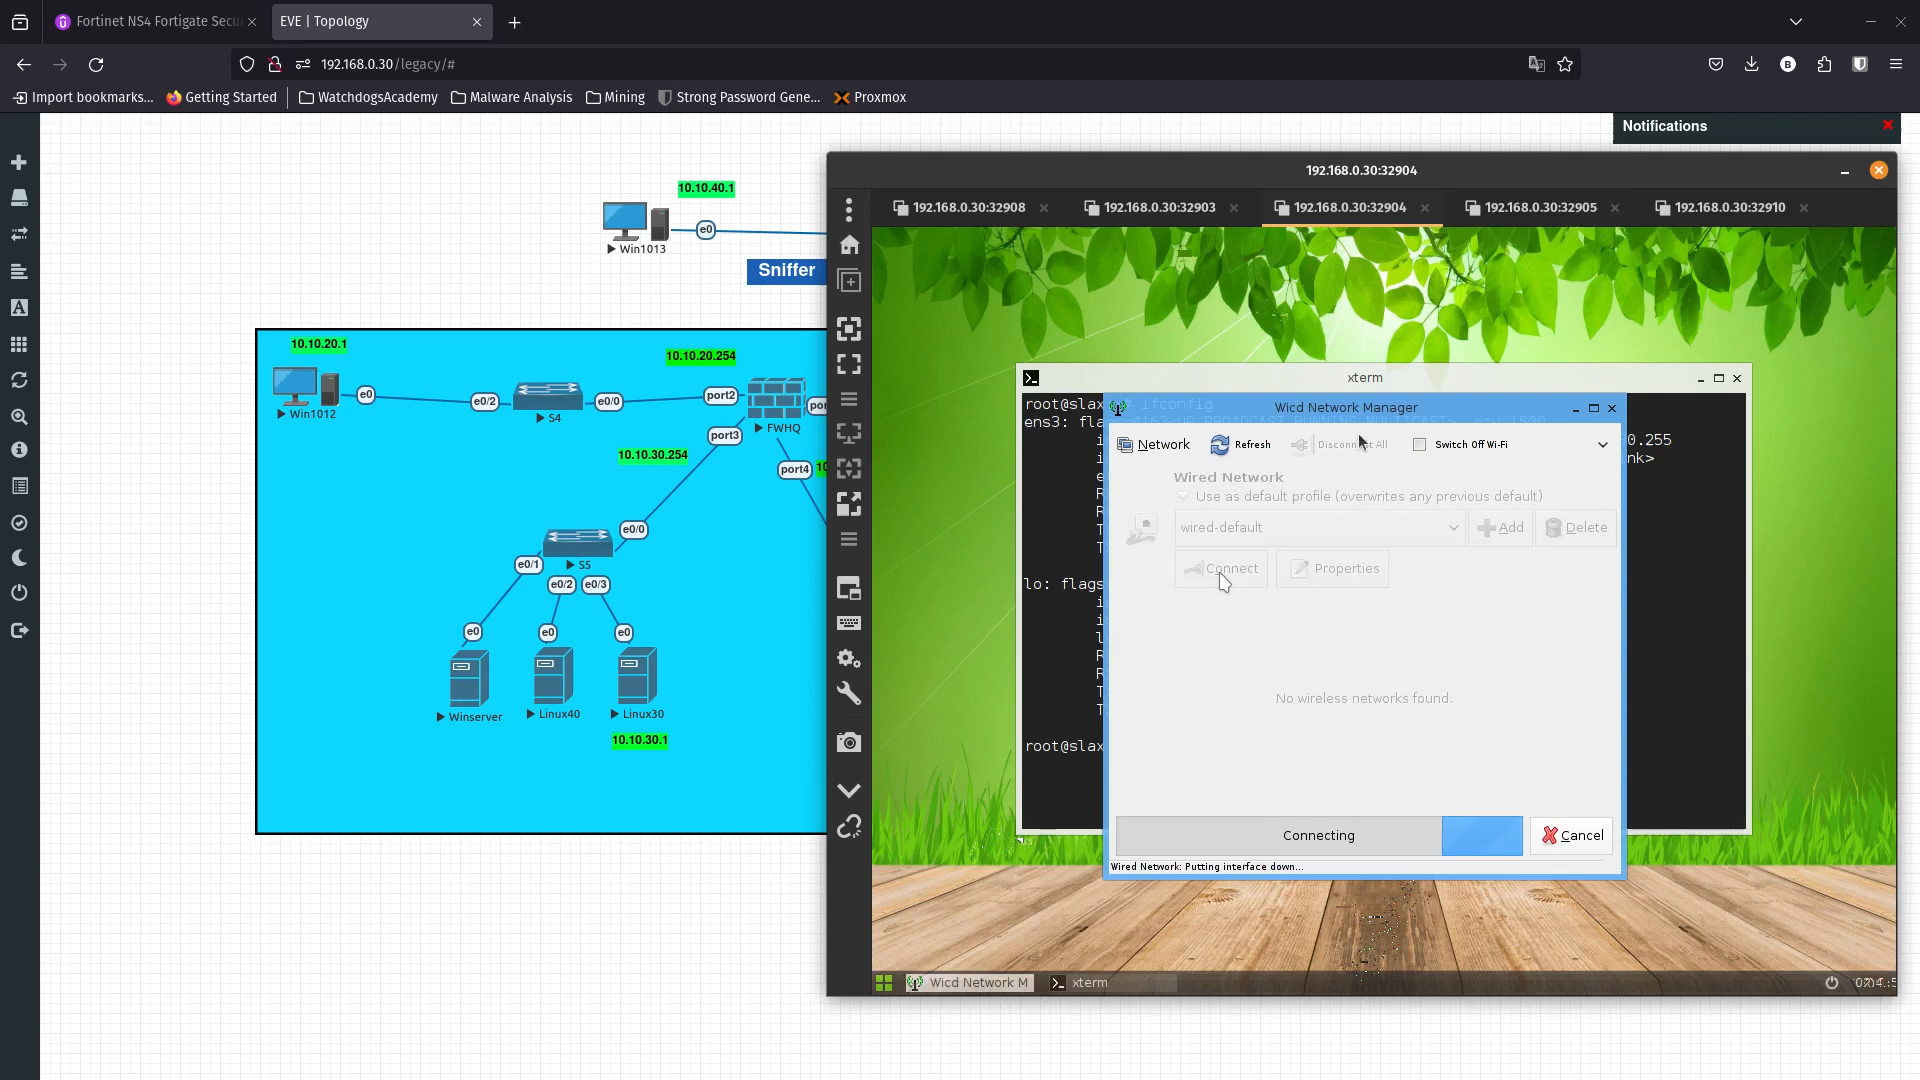 Fortinet NS4 Fortigate Secu
EVE | Topology
192.168.0.30/legacy/#
Import bookmarks...
Getting Started
WatchdogsAcademy
Malware Analysis
Mining
Strong Password Gene...
Proxmox
Notifications
10.10.40.1
e0
Win1013
Sniffer
10.10.20.1
10.10.20.254
e0
e0/2
e0/0
port2
Win1012
S4
FWHQ
port3
10.10.30.254
port4
e0/0
e0/1
S5
e0/2
e0/3
e0
e0
e0
Winserver
Linux40
Linux30
10.10.30.1
192.168.0.30:32904
192.168.0.30:32908
192.168.0.30:32903
192.168.0.30:32904
192.168.0.30:32905
192.168.0.30:32910
xterm
root@slax
# ifconfig
ens3: fla
0.255
nk>
lo: flags
root@slax
Wicd Network Manager
Network
Refresh
Disconnect All
Switch Off Wi-Fi
Wired Network
Use as default profile (overwrites any previous default)
wired-default
Add
Delete
Connect
Properties
No wireless networks found.
Connecting
Cancel
Wired Network: Putting interface down...
Wicd Network M
xterm